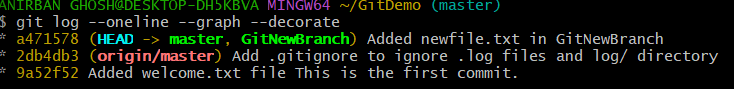 ANIRBAN GHOSH@DESKTOP-DH5KBVA MINGW64 ~/GitDemo (master)
$ git log --oneline --graph --decorate
* a471578 (HEAD -> master, GitNewBranch) Added newfile.txt in GitNewBranch
* 2db4db3 (origin/master) Add .gitignore to ignore .log files and log/ directory
* 9a52f52 Added welcome.txt file This is the first commit.